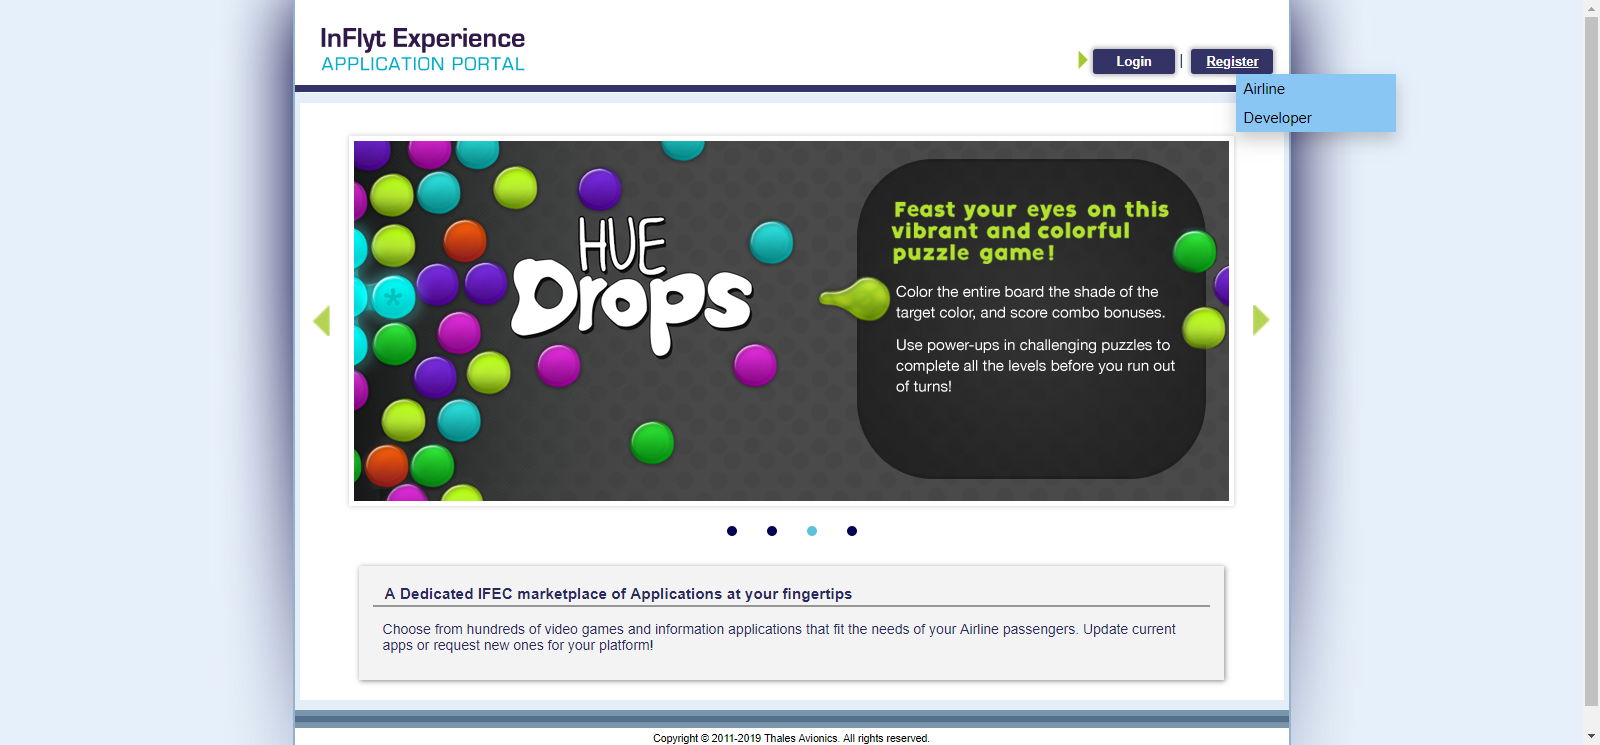 InFlyt Experience
APPLICATION PORTAL
Login | Register
Airline
Developer
HUE
Drops
Feast your eyes on this
vibrant and colorful
puzzle game!
Color the entire board the shade of the
target color, and score combo bonuses.
Use power-ups in challenging puzzles to
complete all the levels before you run out
of turns!
A Dedicated IFEC marketplace of Applications at your fingertips
Choose from hundreds of video games and information applications that fit the needs of your Airline passengers. Update current
apps or request new ones for your platform!
Copyright © 2011-2019 Thales Avionics. All rights reserved.